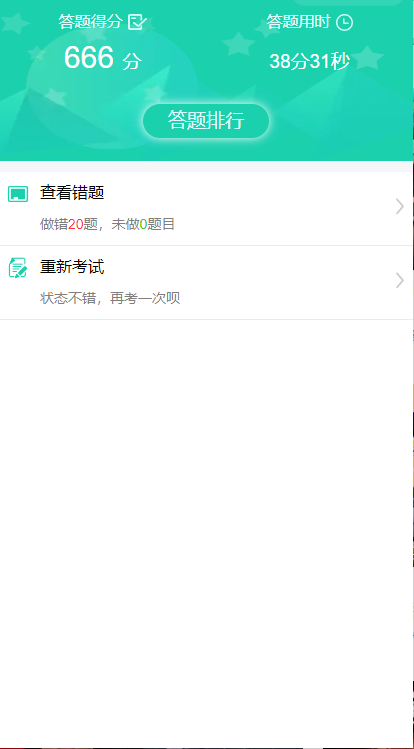 答题得分
答题用时
666 分
38分31秒
答题排行
查看错题
做错20题，未做0题目
重新考试
状态不错，再考一次呗